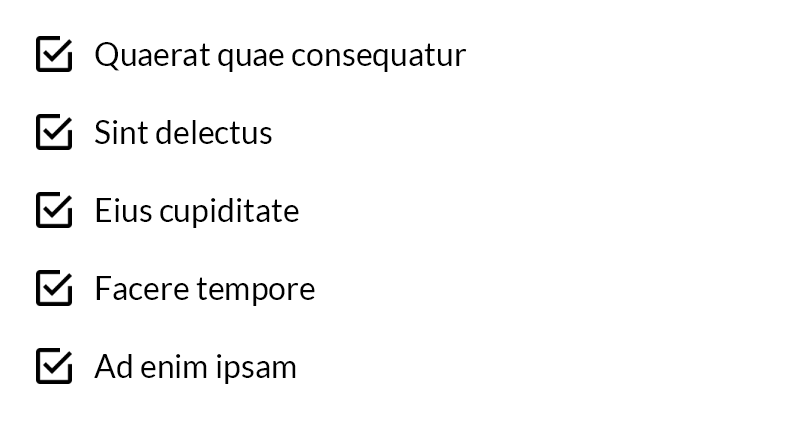 Quaerat quae consequatur
Sint delectus
Eius cupiditate
Facere tempore
Ad enim ipsam